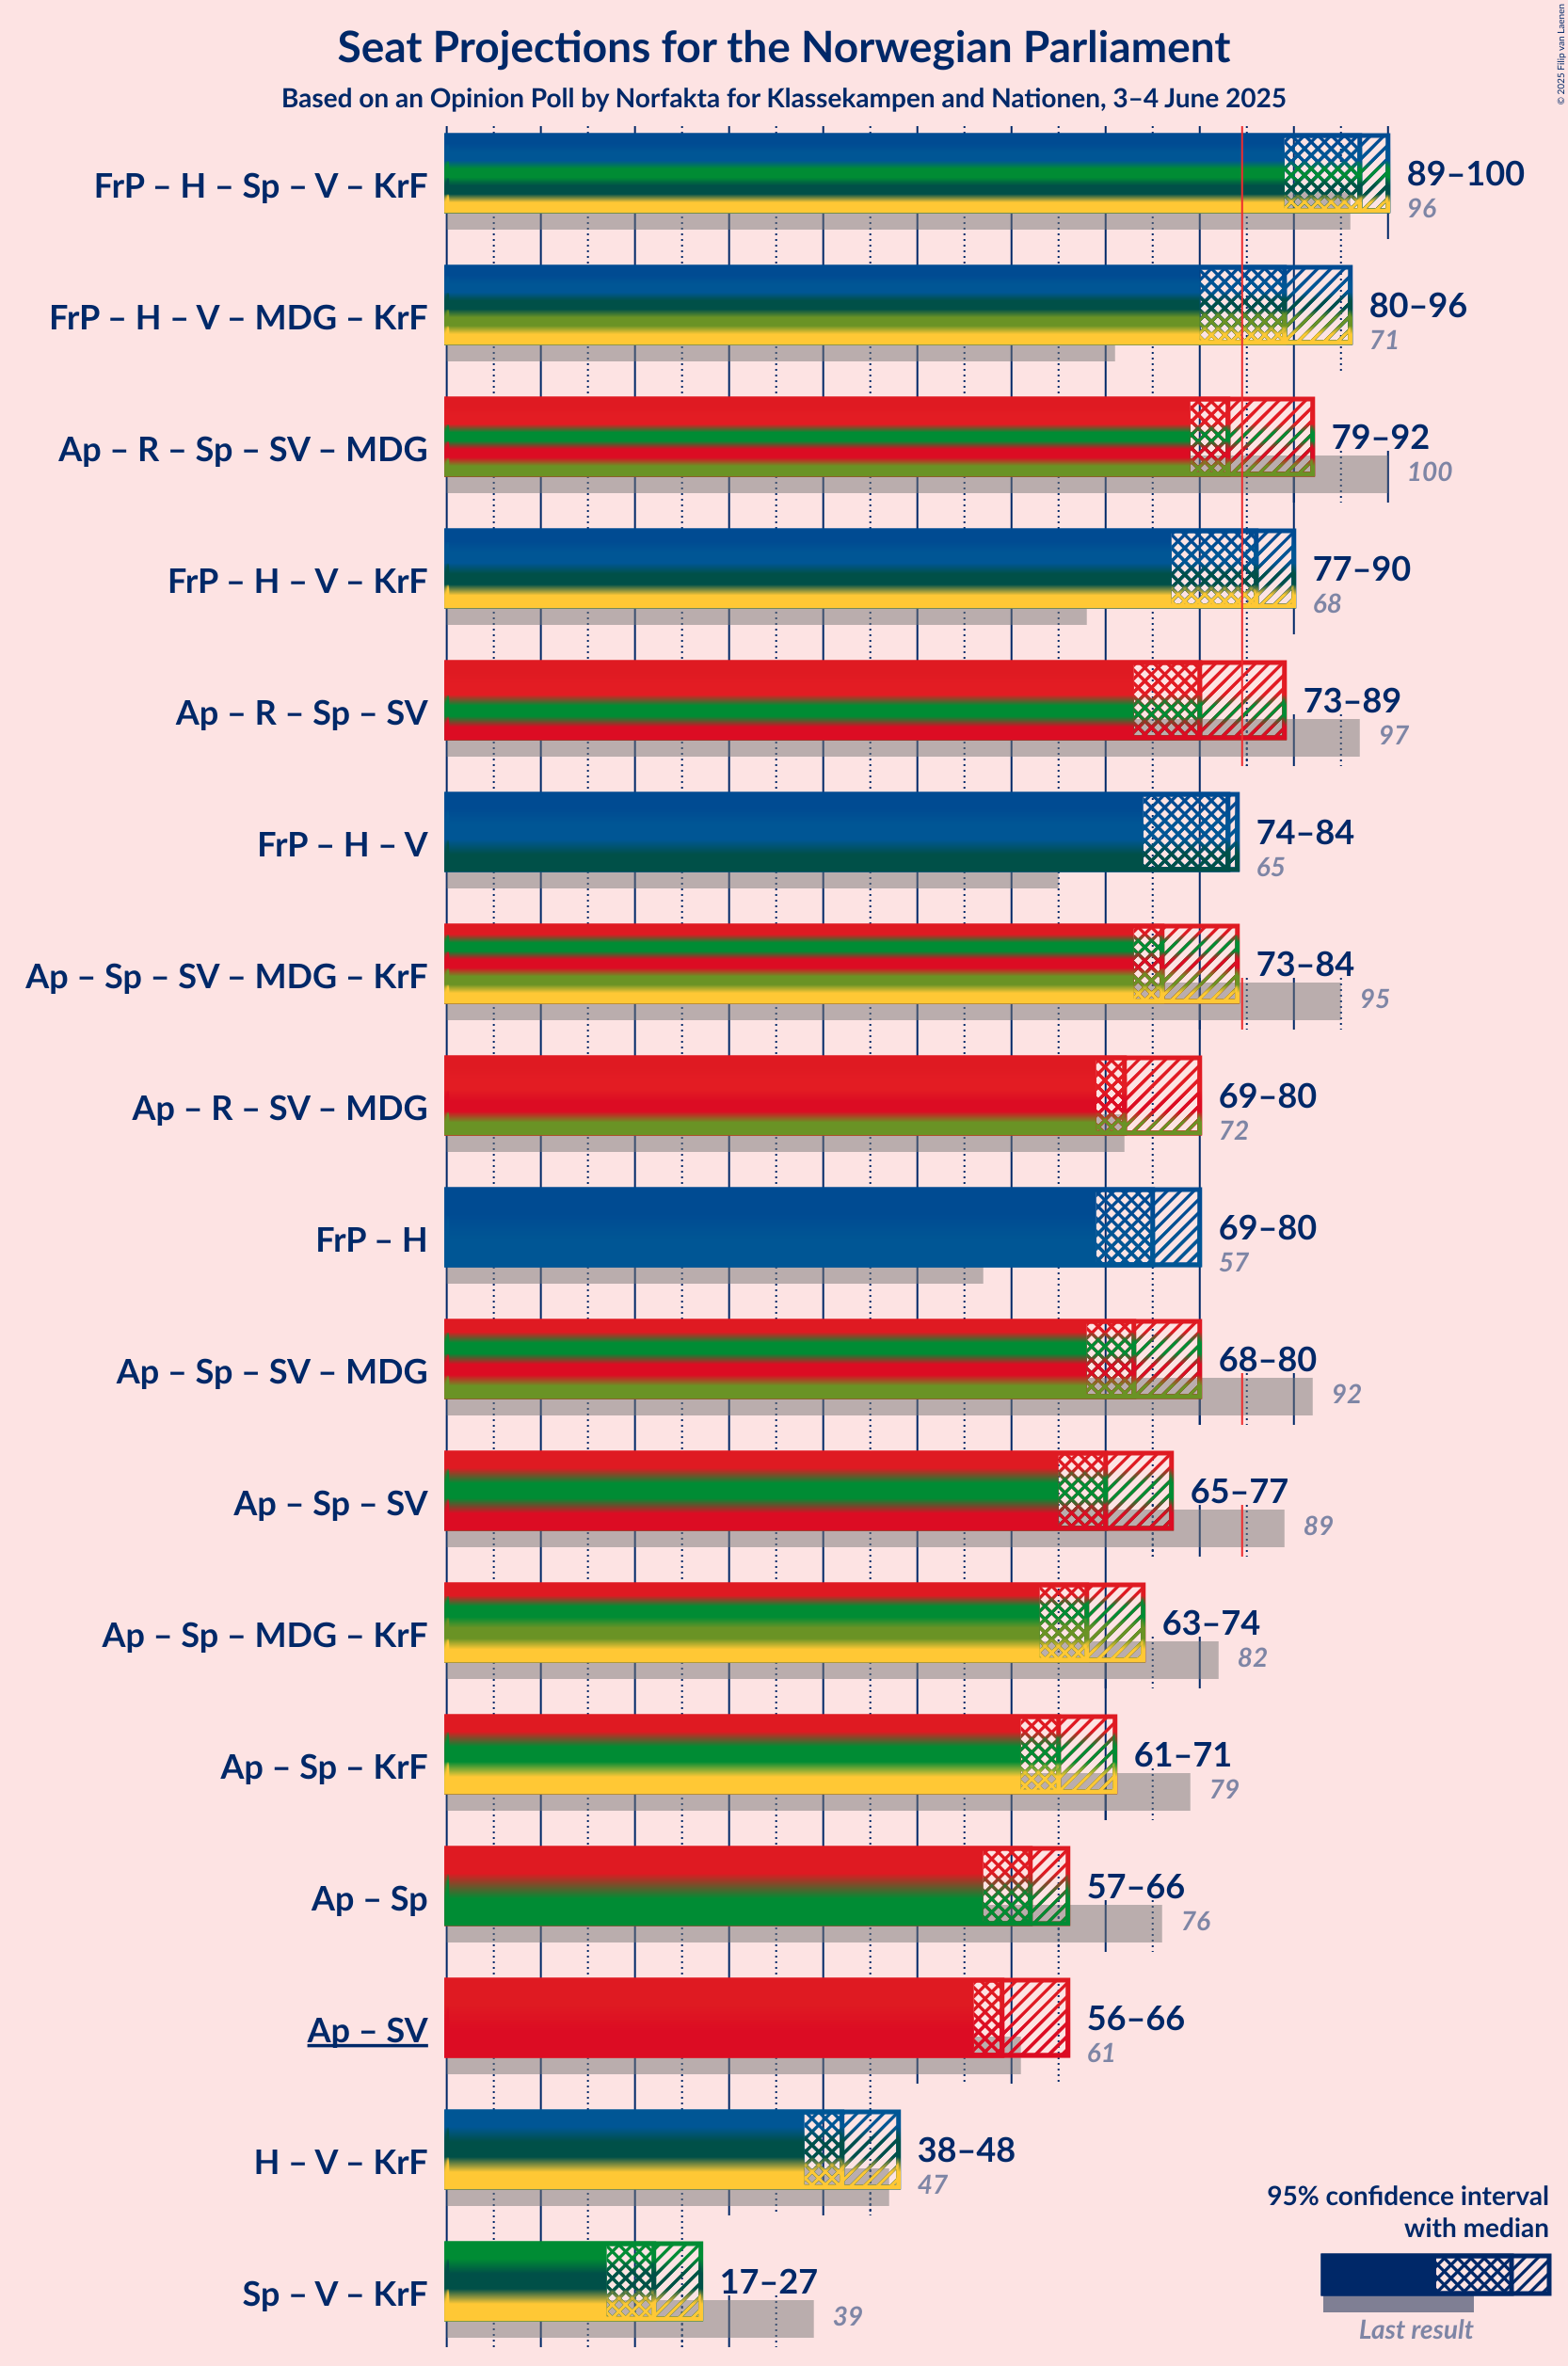 Seat Projections for the Norwegian Parliament
Based on an Opinion Poll by Norfakta for Klassekampen and Nationen, 3–4 June 2025
© 2025 Filip van Laenen
FrP – H – Sp – V – KrF
89–100
96
FrP – H – V – MDG – KrF
80–96
71
Ap – R – Sp – SV – MDG
79–92
100
FrP – H – V – KrF
77–90
68
Ap – R – Sp – SV
73–89
97
FrP – H – V
74–84
65
Ap – Sp – SV – MDG – KrF
73–84
95
Ap – R – SV – MDG
69–80
72
FrP – H
69–80
57
Ap – Sp – SV – MDG
68–80
92
Ap – Sp – SV
65–77
89
Ap – Sp – MDG – KrF
63–74
82
Ap – Sp – KrF
61–71
79
Ap – Sp
57–66
76
Ap – SV
56–66
61
H – V – KrF
38–48
47
Sp – V – KrF
17–27
39
95% confidence interval
with median
Last result